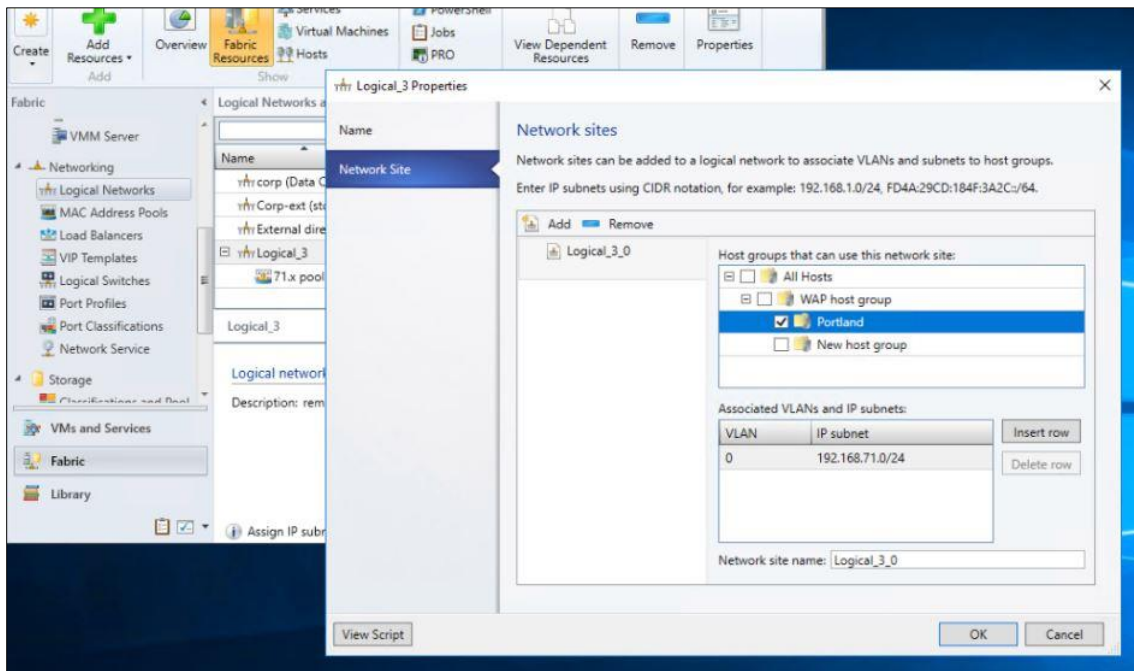 Services
PowerShell
Virtual Machines
Jobs
Create
Add
Resources
Overview
Fabric
Resources
Hosts
PRO
View Dependent
Resources
Remove
Properties
Add
Show
Logical_3 Properties
Fabric
Logical Networks a
VMM Server
Networking
Logical Networks
MAC Address Pools
Load Balancers
VIP Templates
Logical Switches
Port Profiles
Port Classifications
Network Service
Storage
VMs and Services
Fabric
Library
Name
corp (Data C
Corp-ext (sto
External dire
Logical_3
71.x pool
Logical_3
Logical network
Description: rem
Assign IP subr
Name
Network Site
Network sites
Network sites can be added to a logical network to associate VLANs and subnets to host groups.
Enter IP subnets using CIDR notation, for example: 192.168.1.0/24, FD4A:29CD:184F:3A2C::/64.
Add Remove
Logical_3_0
Host groups that can use this network site:
All Hosts
WAP host group
Portland
New host group
Associated VLANs and IP subnets:
VLAN IP subnet
0 192.168.71.0/24
Insert row
Delete row
Network site name: Logical_3_0
View Script
OK
Cancel